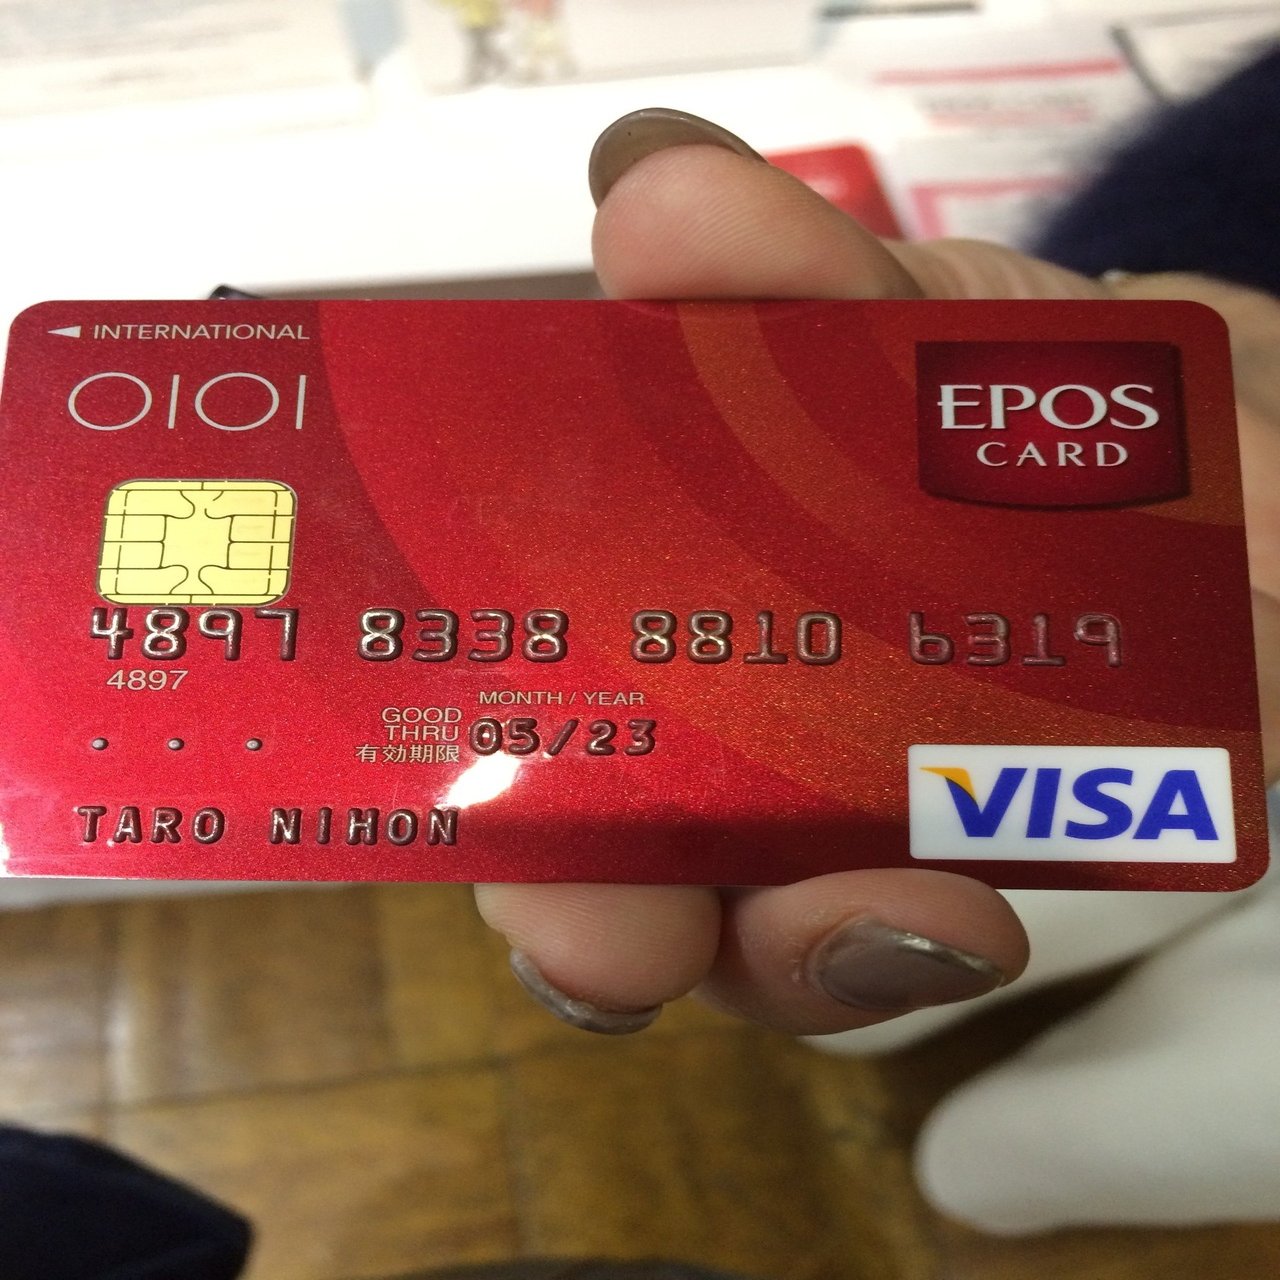 INTERNATIONAL
OIOI
EPOS
CARD
4897 8338 8810 6319
4897
MONTH / YEAR
GOOD
THRU
有効期限
05/23
TARO NIHON
VISA